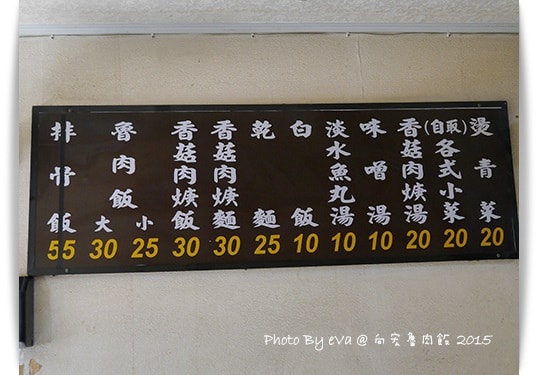 排骨飯 55
魯肉飯 大 30 小 25
香菇肉焿飯 30
香菇肉焿麵 30
乾麵 25
白飯 10
淡水魚丸湯 10
味噌湯 10
香菇肉焿湯 20
(自取)各式小菜 20
燙青菜 20
Photo By eva @ 向宏魯肉飯 2015